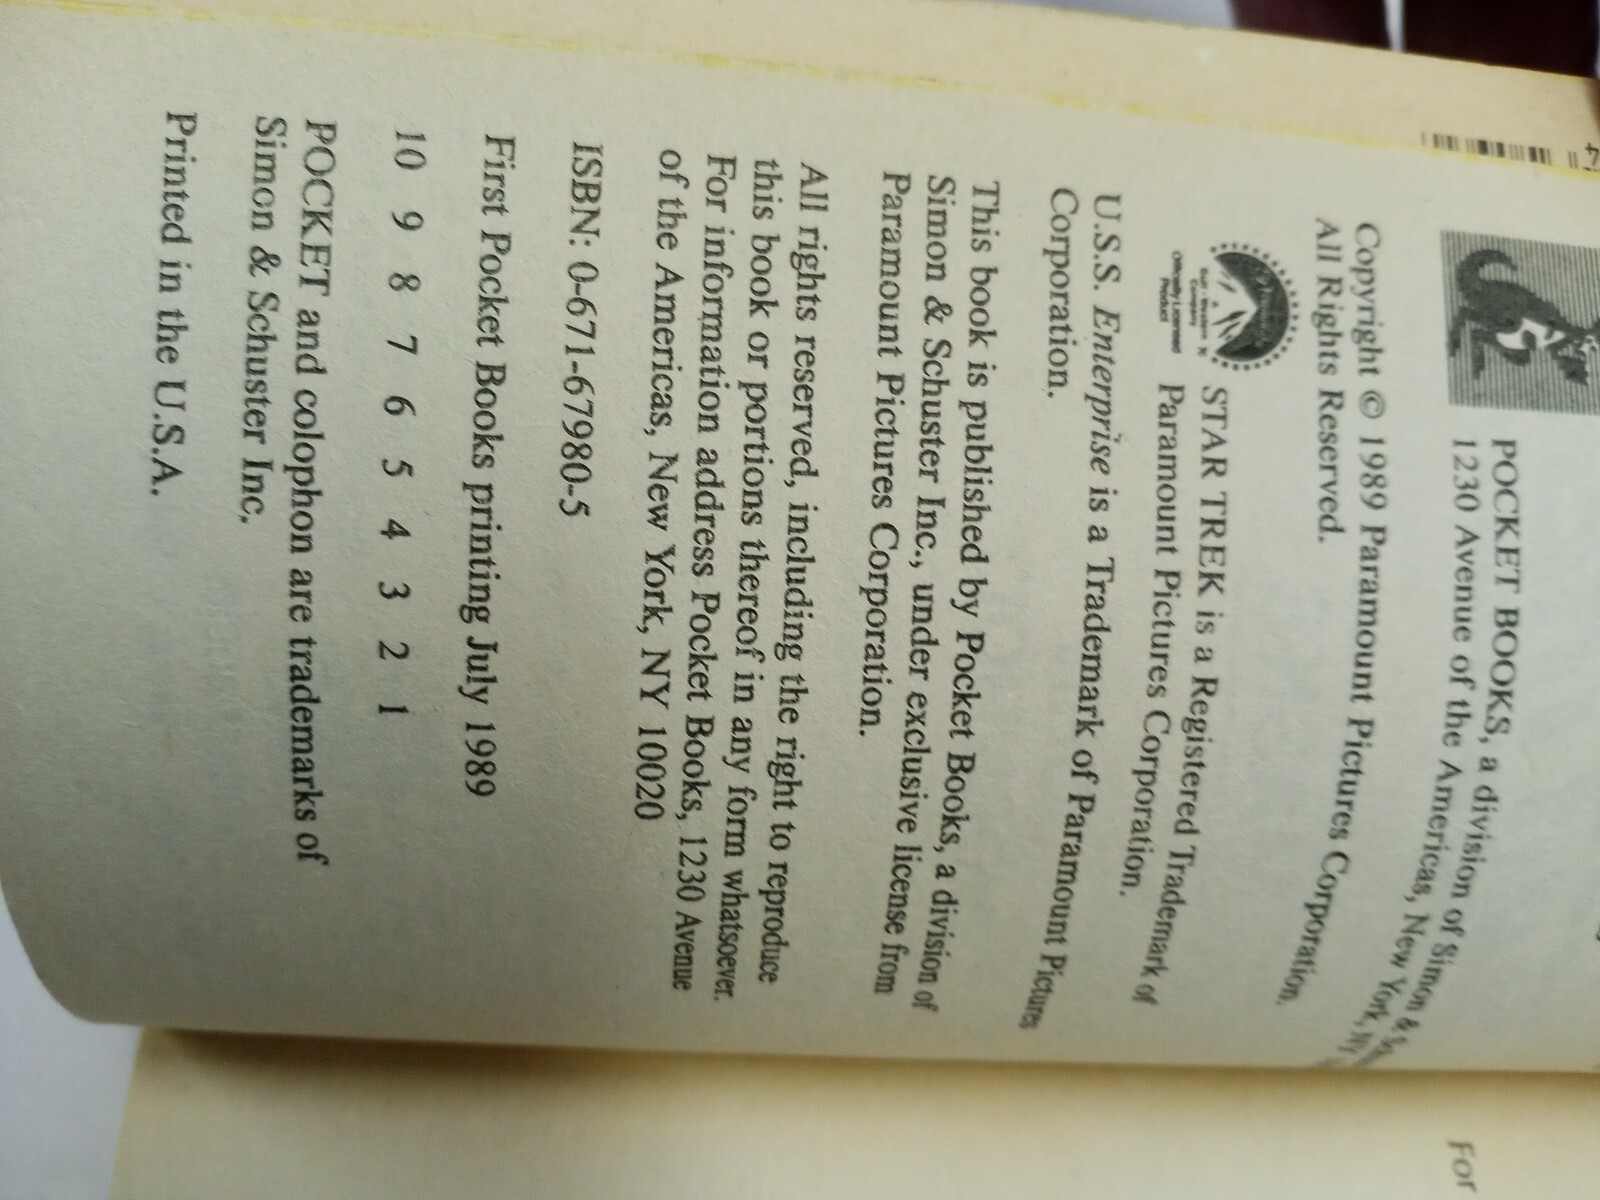 POCKET BOOKS, a division of Simon &
1230 Avenue of the Americas, New York,
Copyright © 1989 Paramount Pictures Corporation.
All Rights Reserved.
Officially Licensed
Product
STAR TREK is a Registered Trademark of
Paramount Pictures Corporation.
U.S.S. Enterprise is a Trademark of Paramount Pictures
Corporation.
This book is published by Pocket Books, a division of
Simon & Schuster Inc., under exclusive license from
Paramount Pictures Corporation.
All rights reserved, including the right to reproduce
this book or portions thereof in any form whatsoever.
For information address Pocket Books, 1230 Avenue
of the Americas, New York, NY 10020
ISBN: 0-671-67980-5
First Pocket Books printing July 1989
10 9 8 7 6 5 4 3 2 1
POCKET and colophon are trademarks of
Simon & Schuster Inc.
Printed in the U.S.A.
For